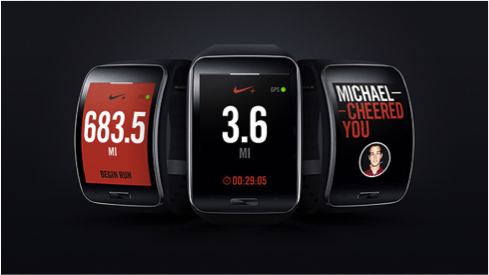 683.5
MI
BEGIN RUN
GPS
3.6
MI
00:29:05
MICHAEL—
—CHEERED
YOU